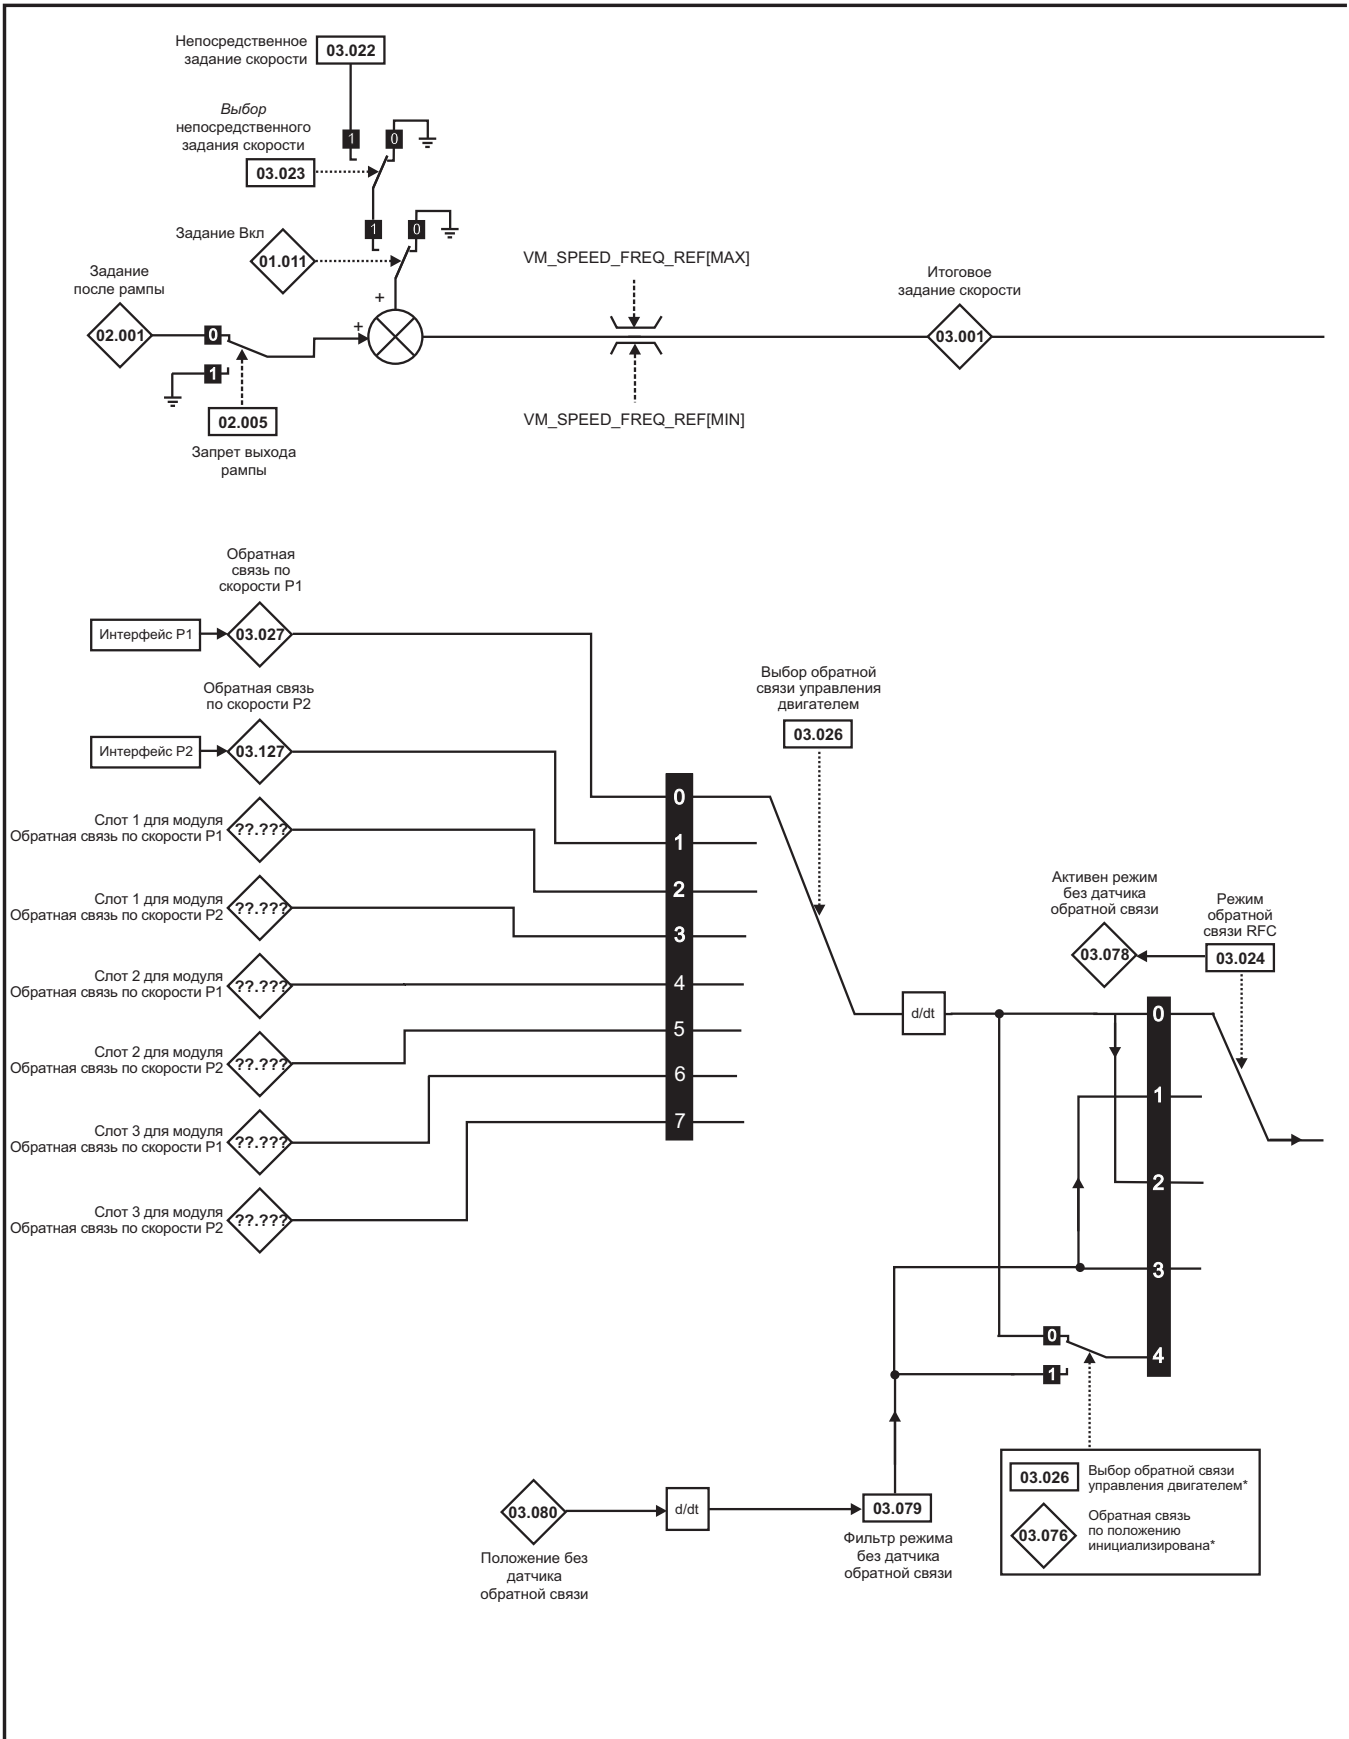 Непосредственное
задание скорости
03.022
Выбор
непосредственного
задания скорости
1
0
03.023
Задание Вкл
1
0
01.011
VM_SPEED_FREQ_REF[MAX]
Задание
после рампы
Итоговое
задание скорости
+
+
02.001
0
03.001
1
02.005
VM_SPEED_FREQ_REF[MIN]
Запрет выхода
рампы
Обратная
связь по
скорости P1
Интерфейс P1
03.027
Обратная связь
по скорости P2
Интерфейс P2
03.127
Выбор обратной
связи управления
двигателем
03.026
Слот 1 для модуля
Обратная связь по скорости P1
??.???
Слот 1 для модуля
Обратная связь по скорости P2
??.???
Слот 2 для модуля
Обратная связь по скорости P1
??.???
Слот 2 для модуля
Обратная связь по скорости P2
??.???
Слот 3 для модуля
Обратная связь по скорости P1
??.???
Слот 3 для модуля
Обратная связь по скорости P2
??.???
0
1
2
3
4
5
6
7
d/dt
Активен режим
без датчика
обратной связи
03.078
Режим
обратной
связи RFC
03.024
0
1
2
3
4
0
1
03.026
Выбор обратной связи
управления двигателем*
03.076
Обратная связь
по положению
инициализирована*
03.080
Положение без
датчика
обратной связи
d/dt
03.079
Фильтр режима
без датчика
обратной связи